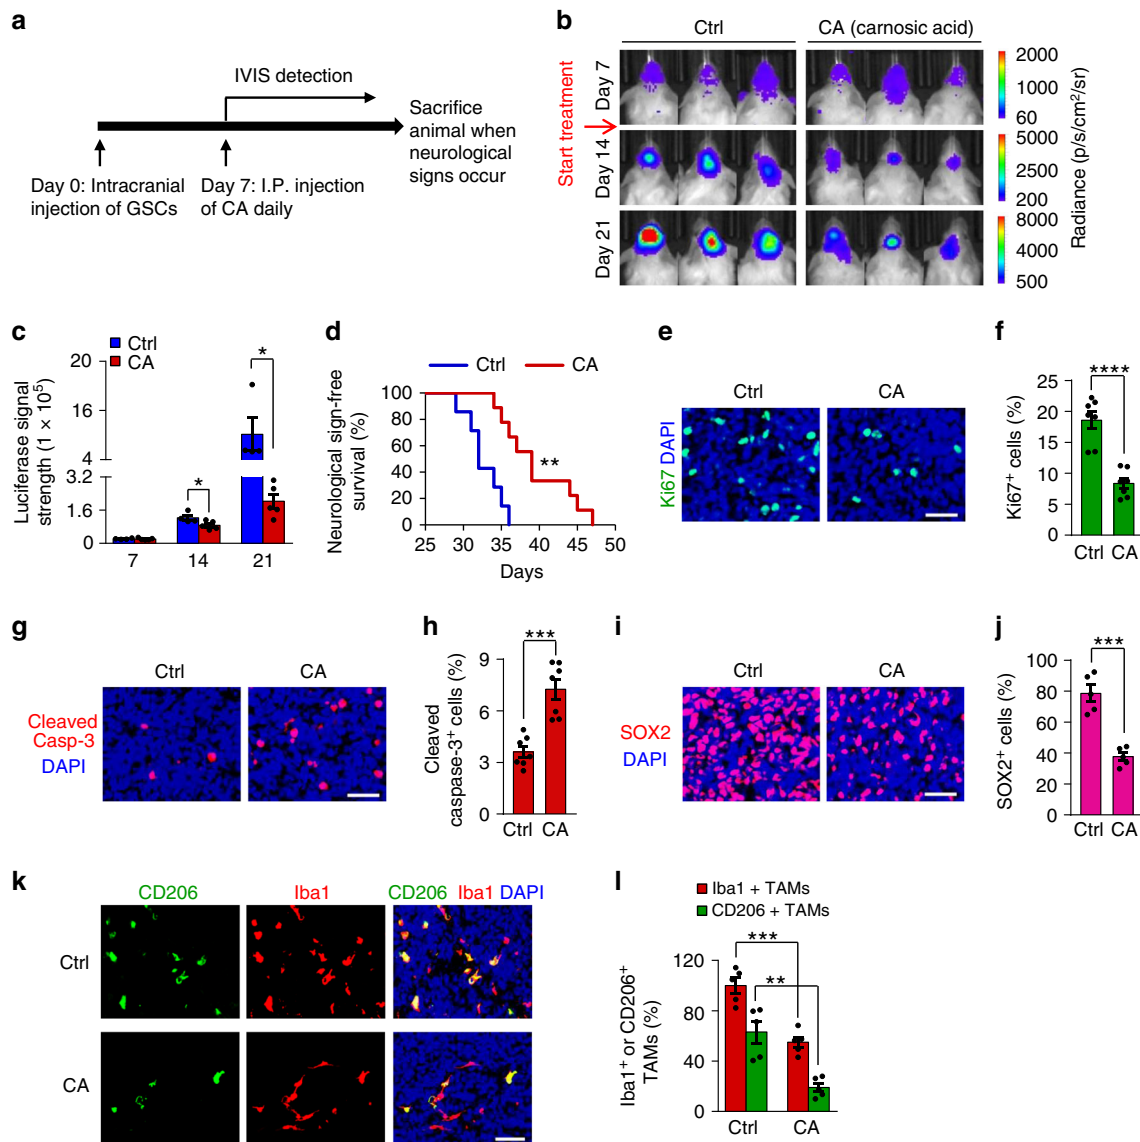 a
IVIS detection
Sacrifice
animal when
neurological
signs occur
Day 0: Intracranial
injection of GSCs
Day 7: I.P. injection
of CA daily
b
Ctrl
CA (carnosic acid)
Start treatment
Day 7
Day 14
Day 21
2000
1000
60
5000
2500
200
8000
4000
500
Radiance (p/s/cm²/sr)
c
Ctrl
CA
Luciferase signal
strength (1 × 10⁵)
20
16
4
3.2
1.6
0
*
*
7
14
21
d
Ctrl
CA
Neurological sign-free
survival (%)
100
80
60
40
20
0
**
25
30
35
40
45
50
Days
e
Ctrl
CA
Ki67 DAPI
f
****
Ki67⁺ cells (%)
25
20
15
10
5
0
Ctrl
CA
g
Ctrl
CA
Cleaved
Casp-3
DAPI
h
***
Cleaved
caspase-3⁺ cells (%)
9
6
3
0
Ctrl
CA
i
Ctrl
CA
SOX2
DAPI
j
***
SOX2⁺ cells (%)
100
80
60
40
20
0
Ctrl
CA
k
CD206
Iba1
CD206 Iba1 DAPI
Ctrl
CA
l
Iba1 + TAMs
CD206 + TAMs
***
**
Iba1⁺ or CD206⁺
TAMs (%)
120
80
40
0
Ctrl
CA